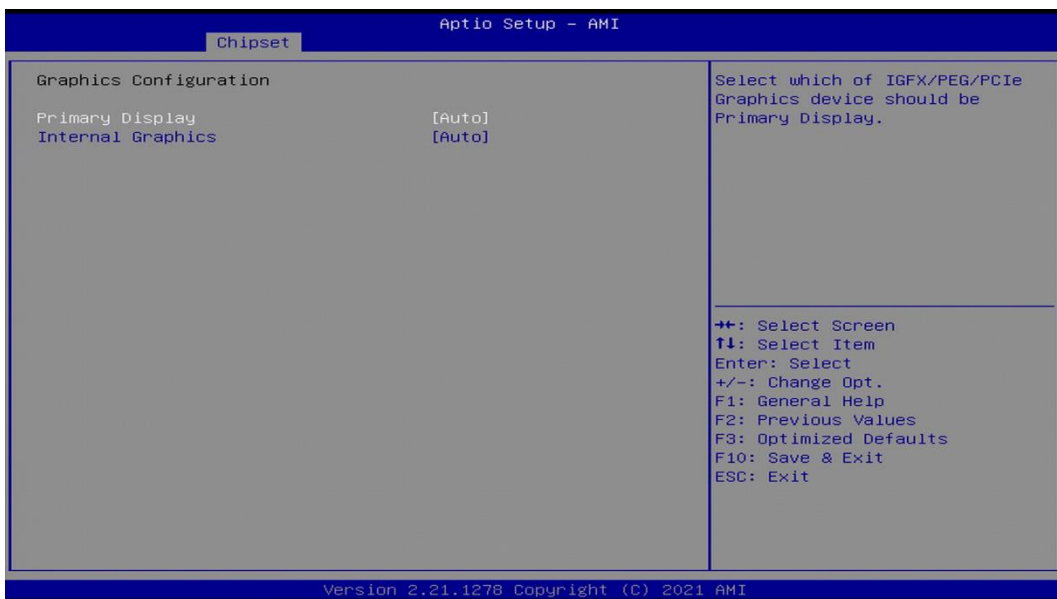 Aptio Setup – AMI
Chipset
Graphics Configuration
Primary Display [Auto]
Internal Graphics [Auto]
Select which of IGFX/PEG/PCIe
Graphics device should be
Primary Display.
→←: Select Screen
↑↓: Select Item
Enter: Select
+/-: Change Opt.
F1: General Help
F2: Previous Values
F3: Optimized Defaults
F10: Save & Exit
ESC: Exit
Version 2.21.1278 Copyright (C) 2021 AMI